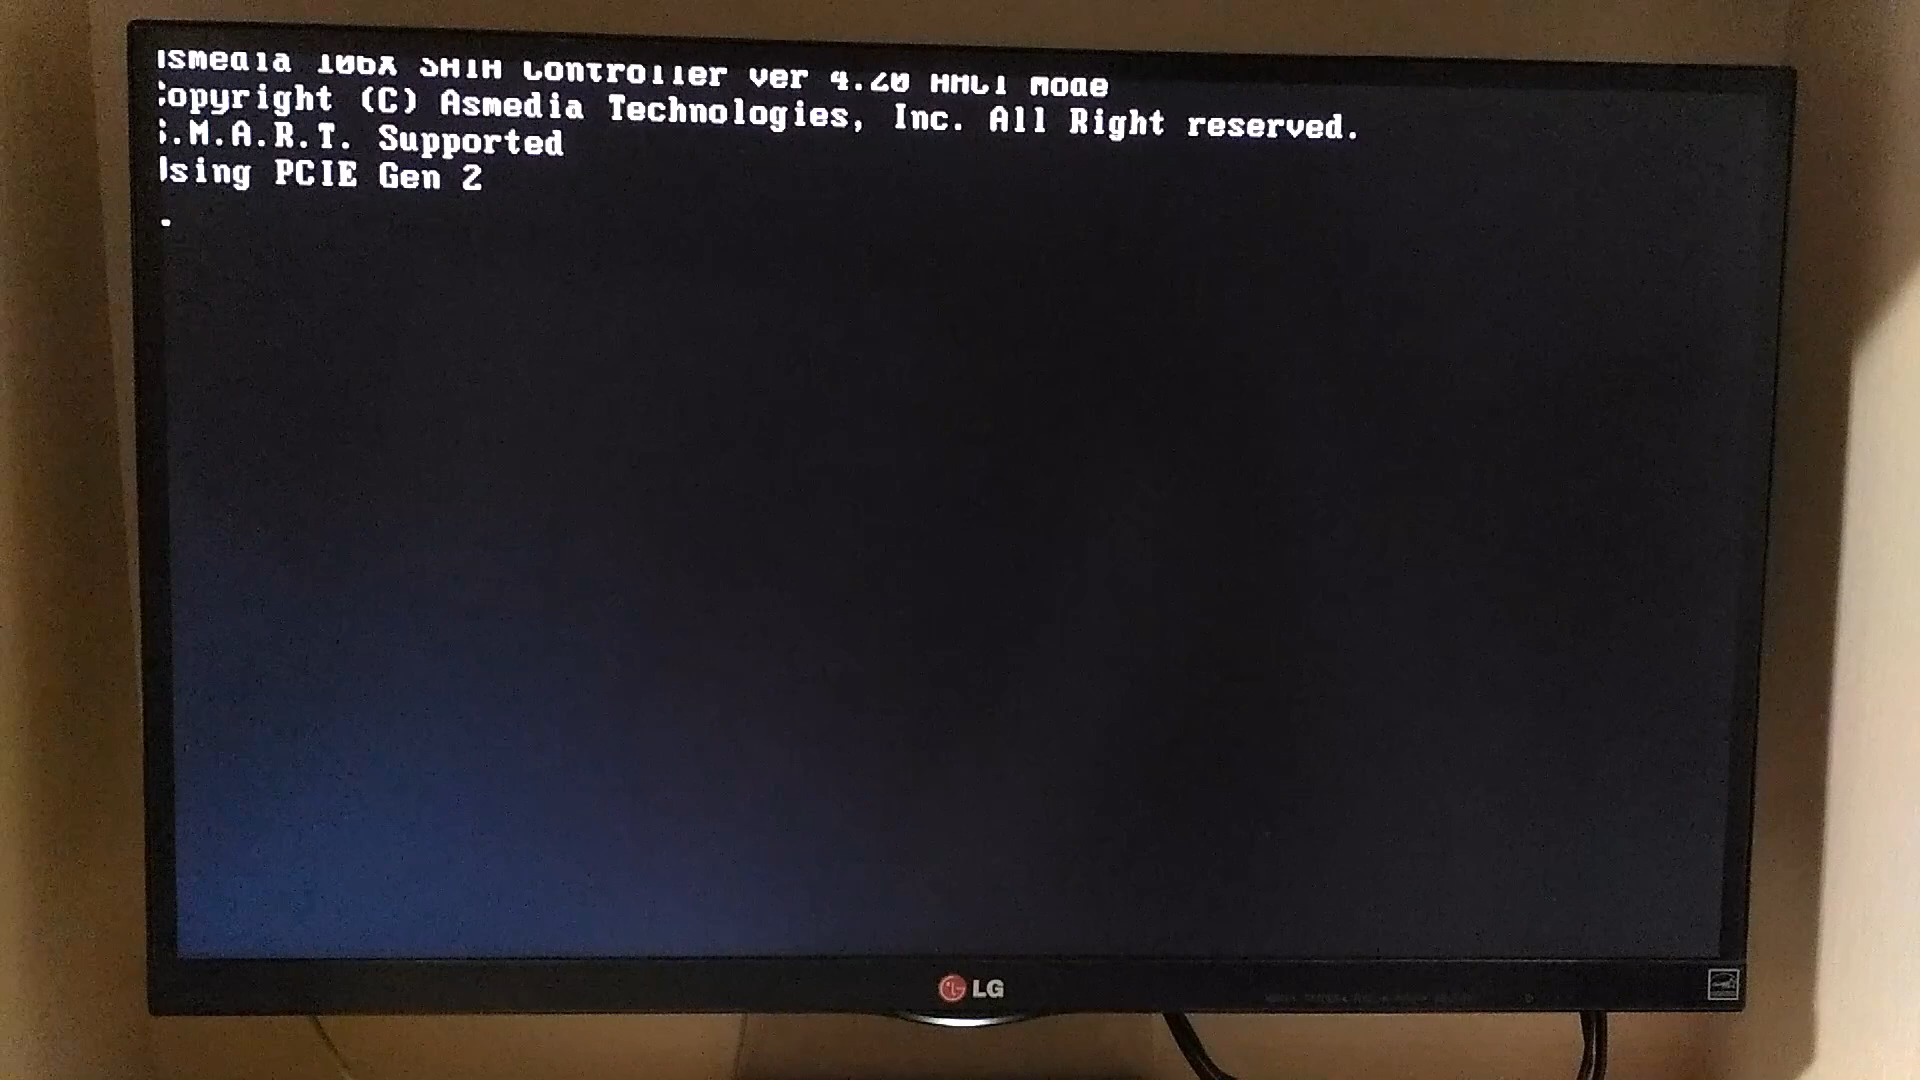 Asmedia 106X SATA Controller ver 4.20 AHCI mode
Copyright (C) Asmedia Technologies, Inc. All Right reserved.
S.M.A.R.T. Supported
Using PCIE Gen 2
.
LG